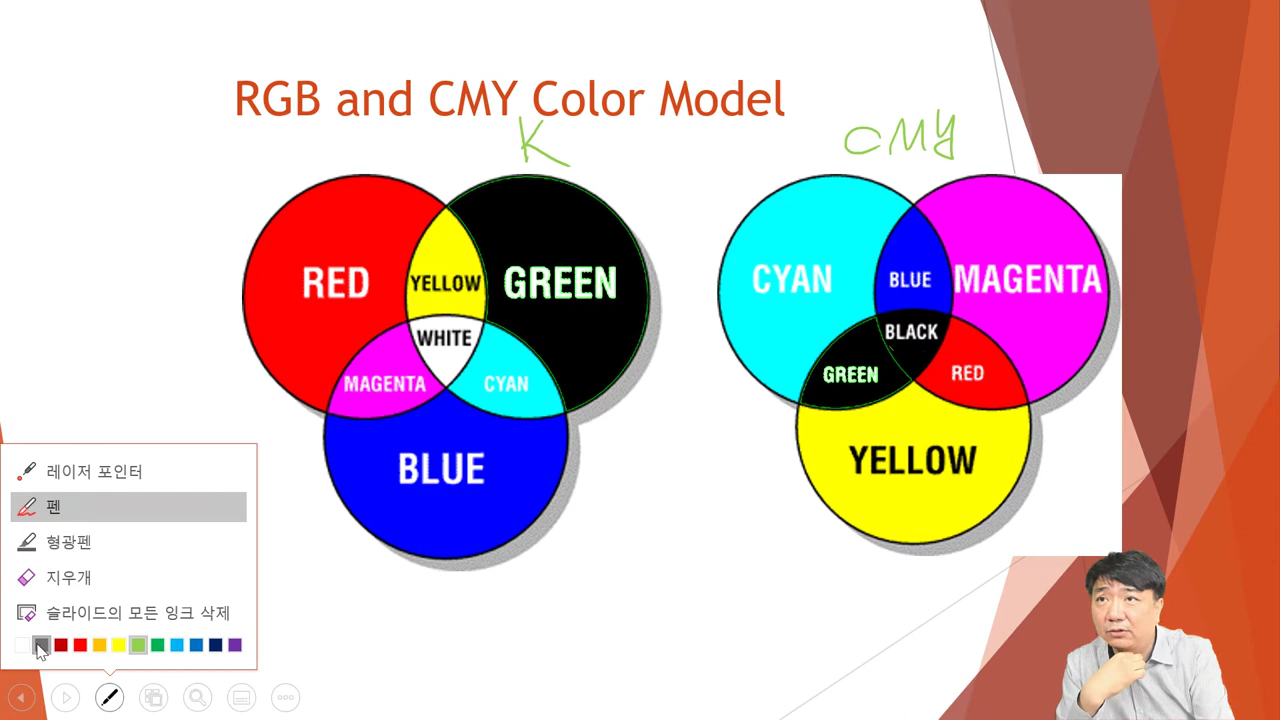 RGB and CMY Color Model
K
CMY
RED
YELLOW
GREEN
WHITE
MAGENTA
CYAN
BLUE
CYAN
BLUE
MAGENTA
BLACK
GREEN
RED
YELLOW
레이저 포인터
펜
형광펜
지우개
슬라이드의 모든 잉크 삭제